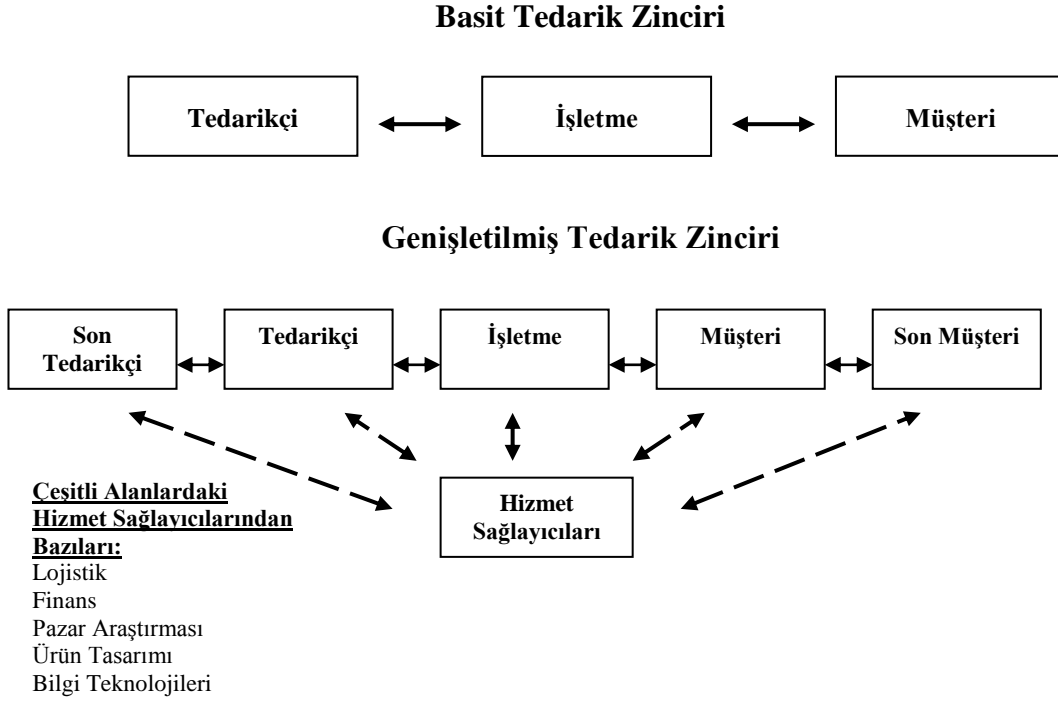 Basit Tedarik Zinciri
Tedarikçi
İşletme
Müşteri
Genişletilmiş Tedarik Zinciri
Son
Tedarikçi
Tedarikçi
İşletme
Müşteri
Son Müşteri
Hizmet
Sağlayıcıları
Çeşitli Alanlardaki
Hizmet Sağlayıcılarından
Bazıları:
Lojistik
Finans
Pazar Araştırması
Ürün Tasarımı
Bilgi Teknolojileri